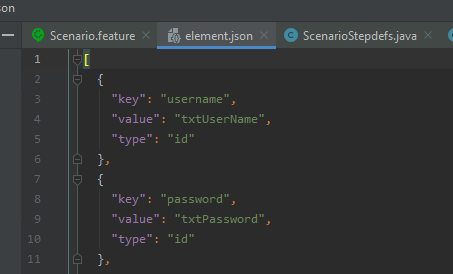 son
Scenario.feature
element.json
ScenarioStepdefs.java
1 [
2 {
3 "key": "username",
4 "value": "txtUserName",
5 "type": "id"
6 },
7 {
8 "key": "password",
9 "value": "txtPassword",
10 "type": "id"
11 },